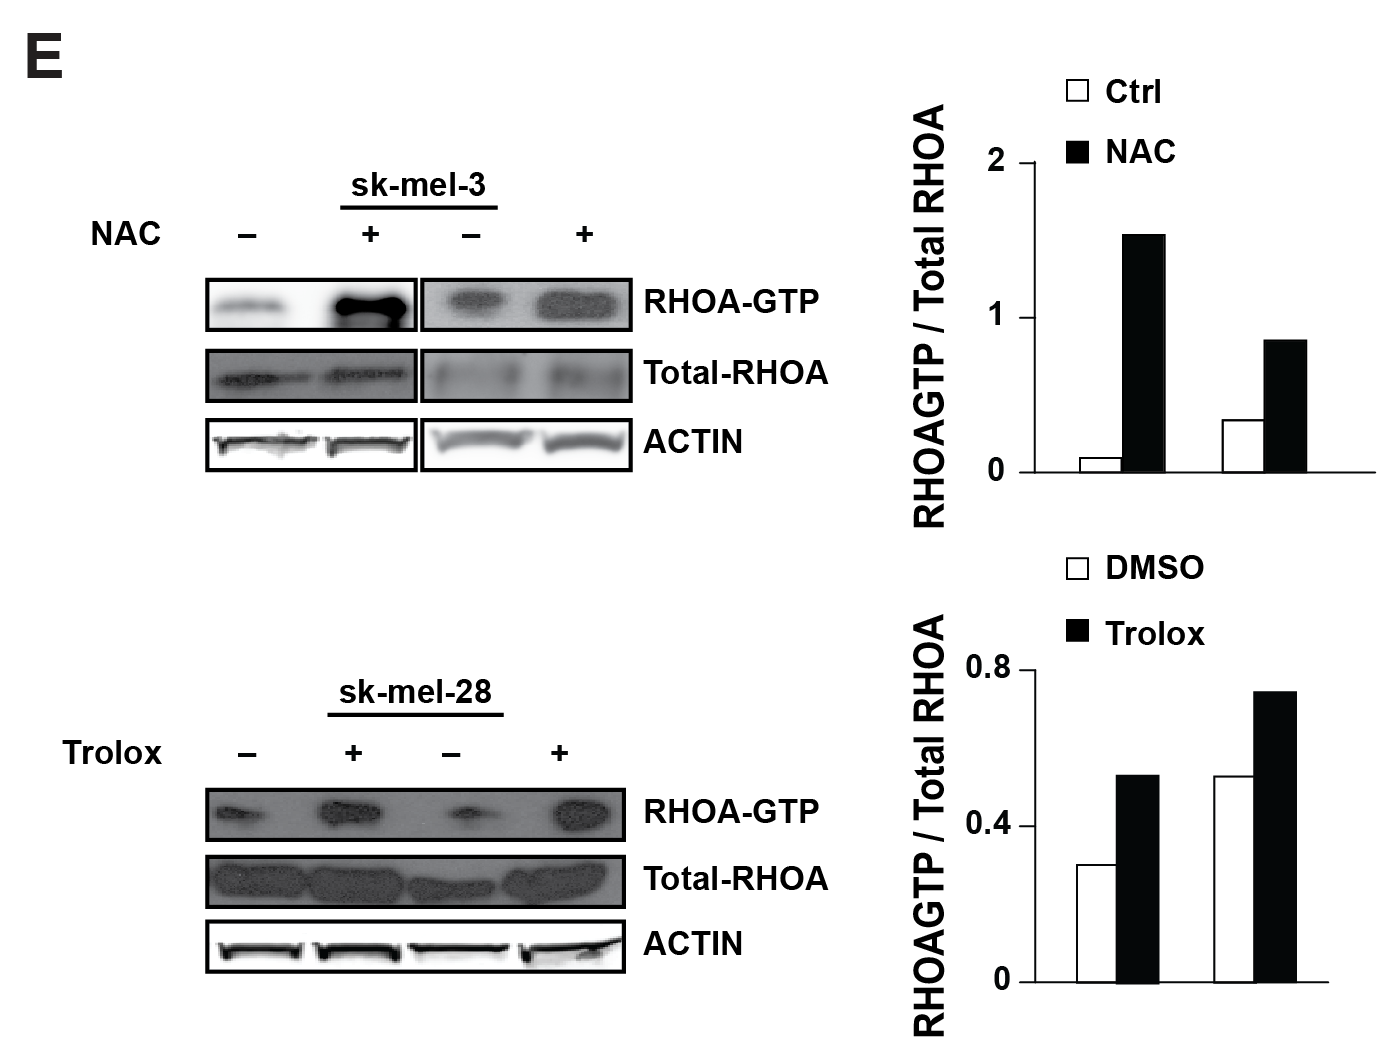 E
sk-mel-3
NAC – + – +
RHOA-GTP
Total-RHOA
ACTIN
Ctrl
NAC
RHOAGTP / Total RHOA
2
1
0
sk-mel-28
Trolox – + – +
RHOA-GTP
Total-RHOA
ACTIN
DMSO
Trolox
RHOAGTP / Total RHOA
0.8
0.4
0